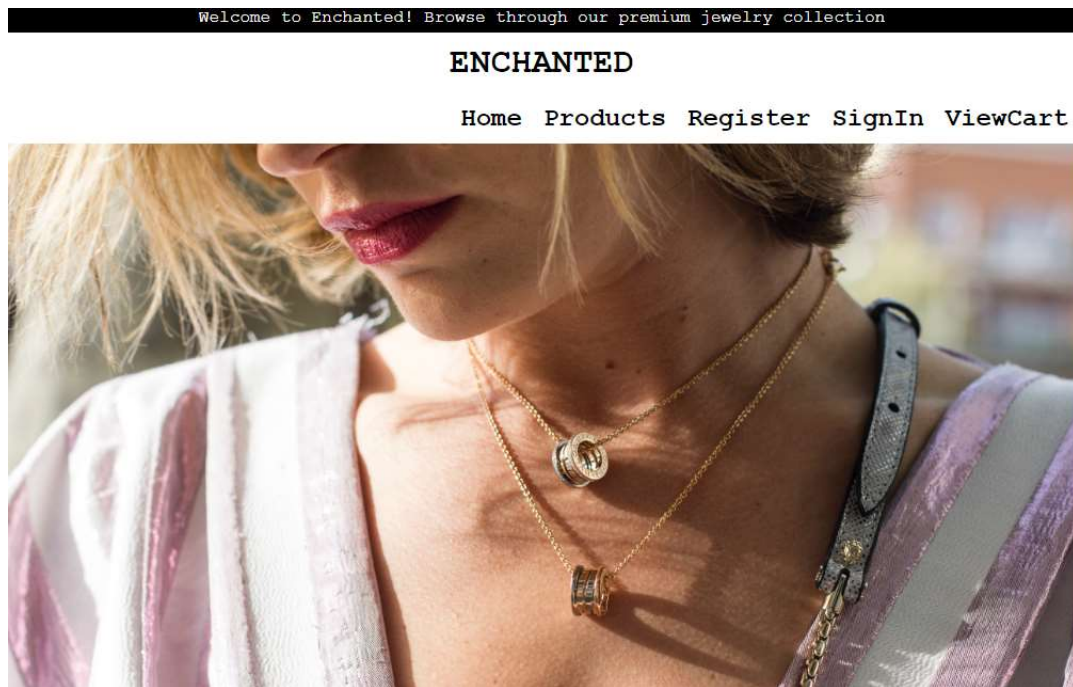 Welcome to Enchanted! Browse through our premium jewelry collection
ENCHANTED
Home Products Register SignIn ViewCart